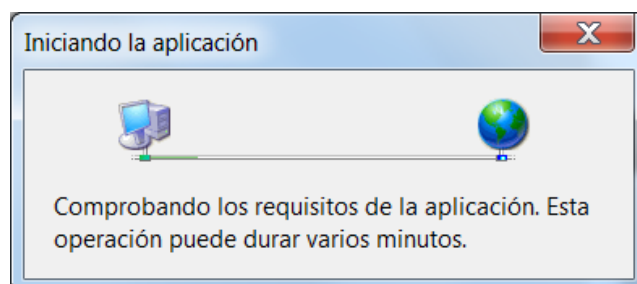 Iniciando la aplicación
Comprobando los requisitos de la aplicación. Esta
operación puede durar varios minutos.